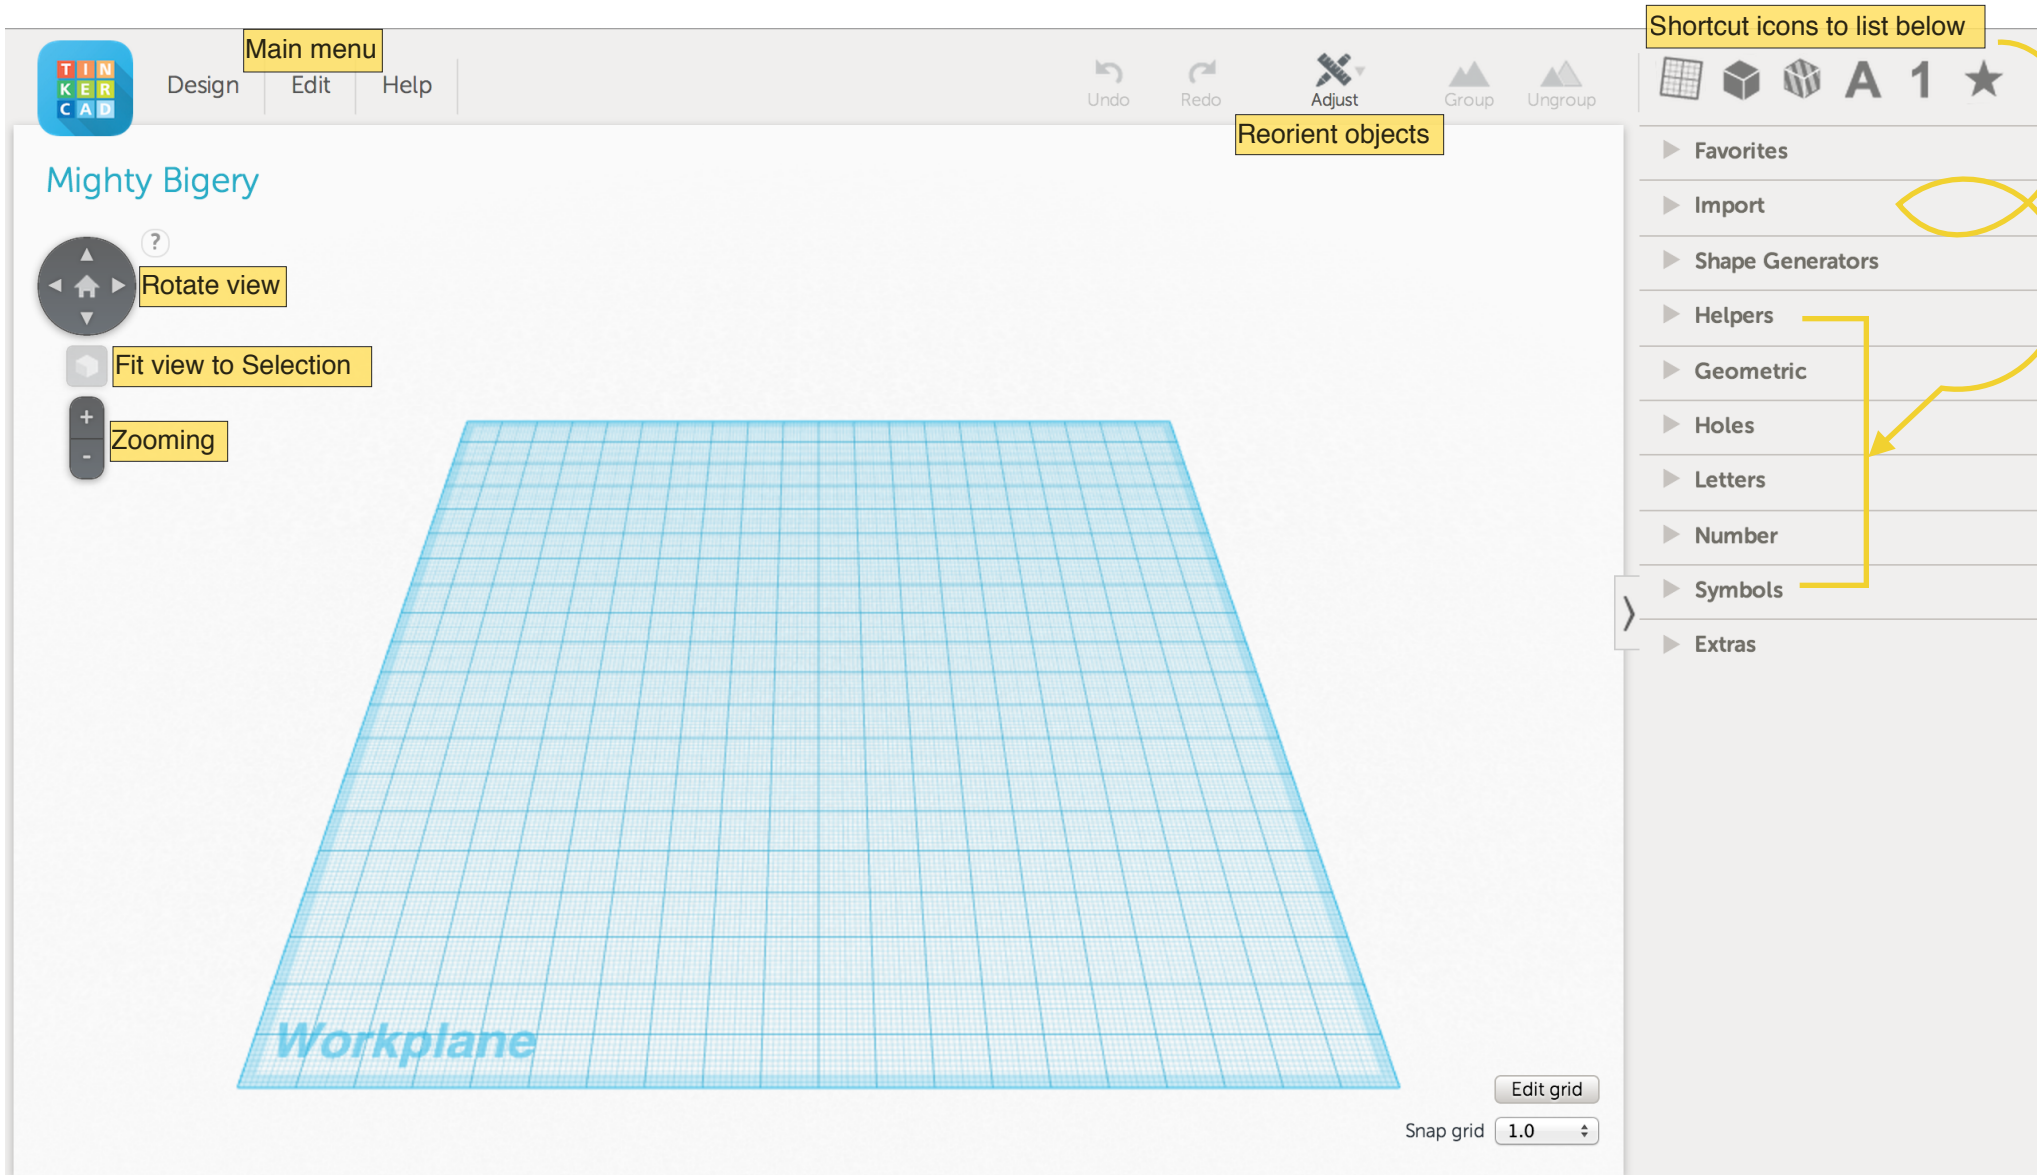 Shortcut icons to list below
Main menu
TIN
KER
CAD
Design Edit Help
Undo Redo Adjust Group Ungroup
A 1
Reorient objects
Mighty Bigery
?
Rotate view
Fit view to Selection
+
Zooming
-
Workplane
Edit grid
Snap grid 1.0
Favorites
Import
Shape Generators
Helpers
Geometric
Holes
Letters
Number
Symbols
Extras